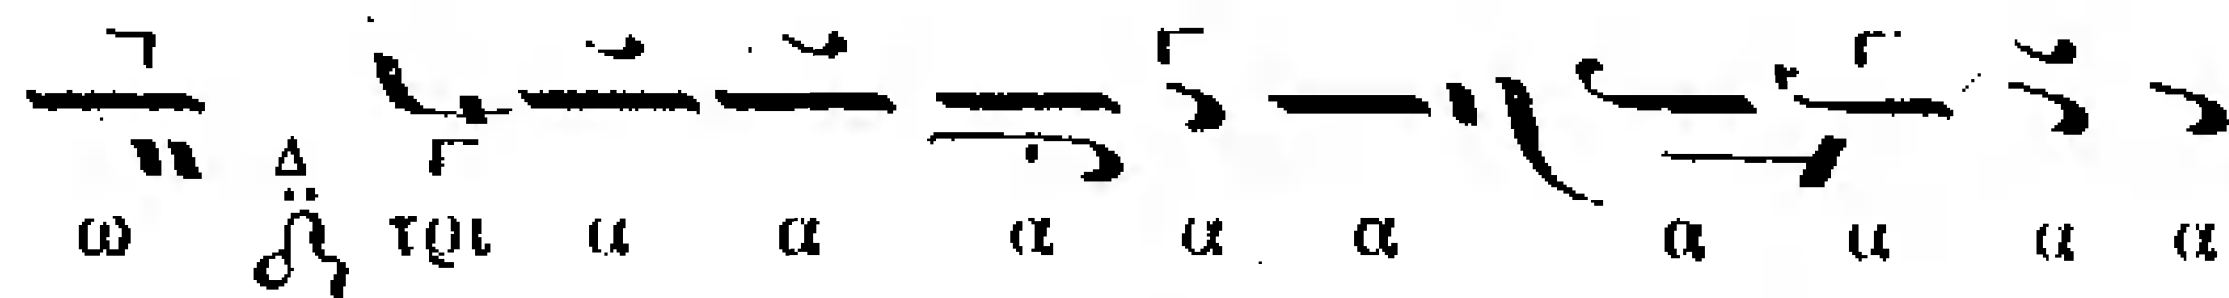 ω Δ τρι α α α α α α α α α